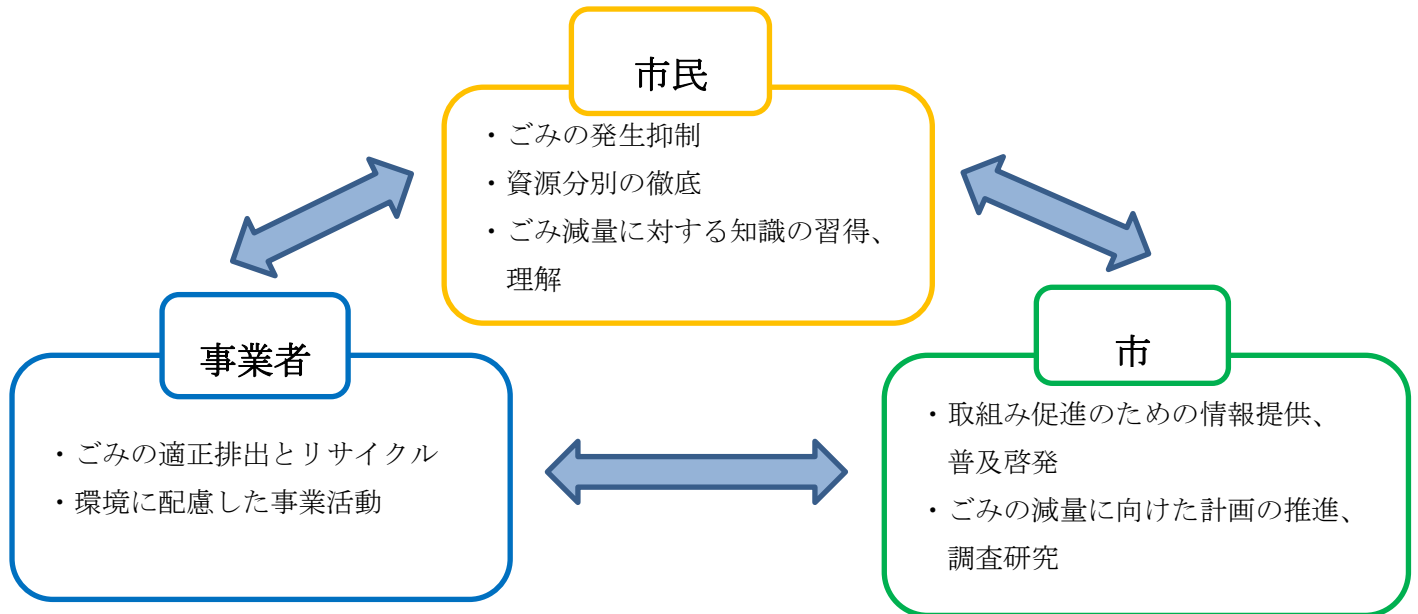 市民
・ごみの発生抑制
・資源分別の徹底
・ごみ減量に対する知識の習得、
理解
事業者
・ごみの適正排出とリサイクル
・環境に配慮した事業活動
市
・取組み促進のための情報提供、
普及啓発
・ごみの減量に向けた計画の推進、
調査研究